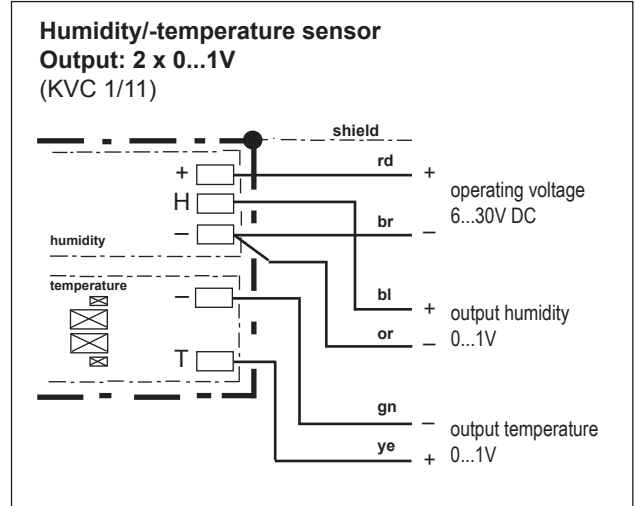 Humidity/-temperature sensor
Output: 2 x 0...1V
(KVC 1/11)
shield
rd
+
+
operating voltage
6...30V DC
H
br
–
–
humidity
temperature
–
bl
+
output humidity
0...1V
or
–
T
gn
–
output temperature
0...1V
ye
+